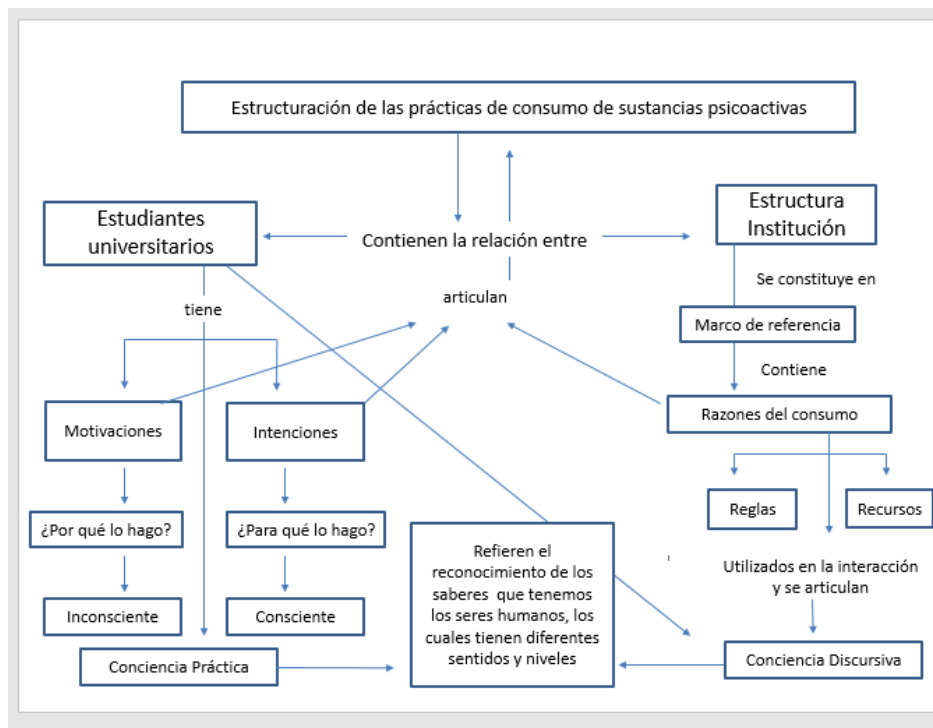 Estructuración de las prácticas de consumo de sustancias psicoactivas
Estudiantes
universitarios
Contienen la relación entre
Estructura
Institución
Se constituye en
articulan
tiene
Marco de referencia
Contiene
Motivaciones
Intenciones
Razones del consumo
Reglas
Recursos
¿Por qué lo hago?
¿Para qué lo hago?
Refieren el
reconocimiento de los
saberes que tenemos
los seres humanos, los
cuales tienen diferentes
sentidos y niveles
Utilizados en la interacción
y se articulan
Inconsciente
Consciente
Conciencia Práctica
Conciencia Discursiva